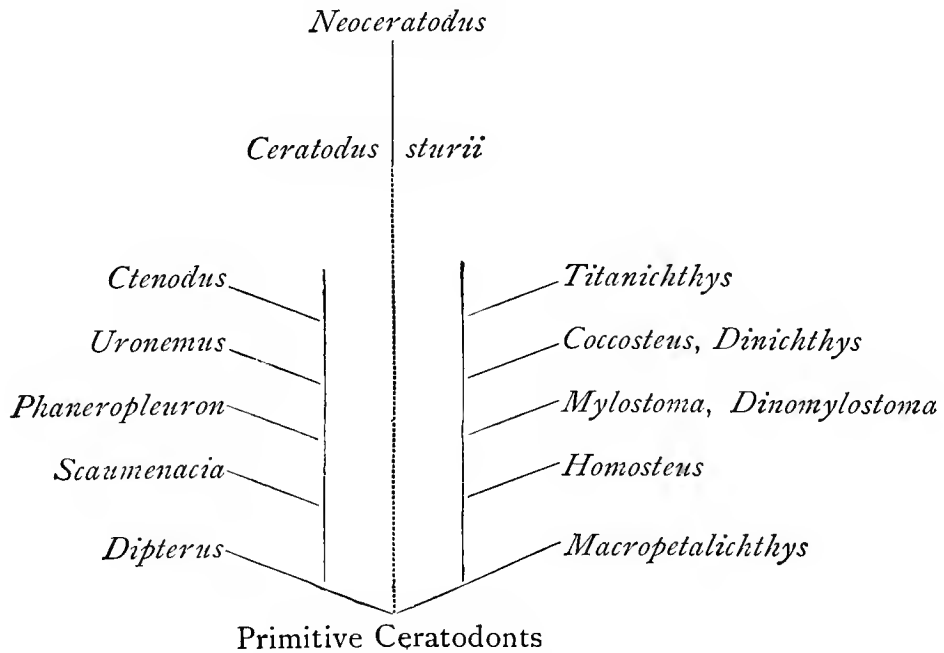 Neoceratodus
Ceratodus sturii
Ctenodus
Titanichthys
Uronemus
Coccosteus, Dinichthys
Phaneropleuron
Mylostoma, Dinomylostoma
Scaumenacia
Homosteus
Dipterus
Macropetalichthys
Primitive Ceratodonts